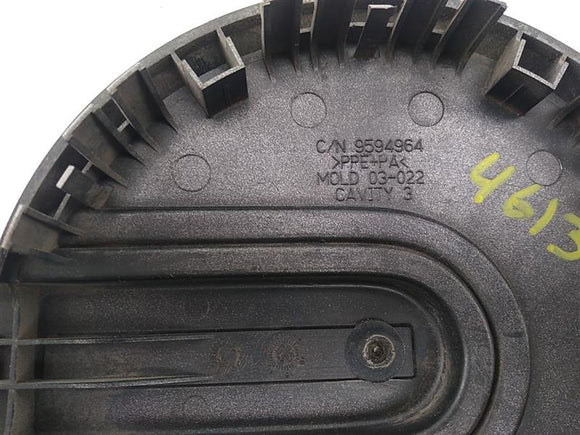 C/N 9594964
>PPE+PA<
MOLD 03-022
CAVITY 3
4613